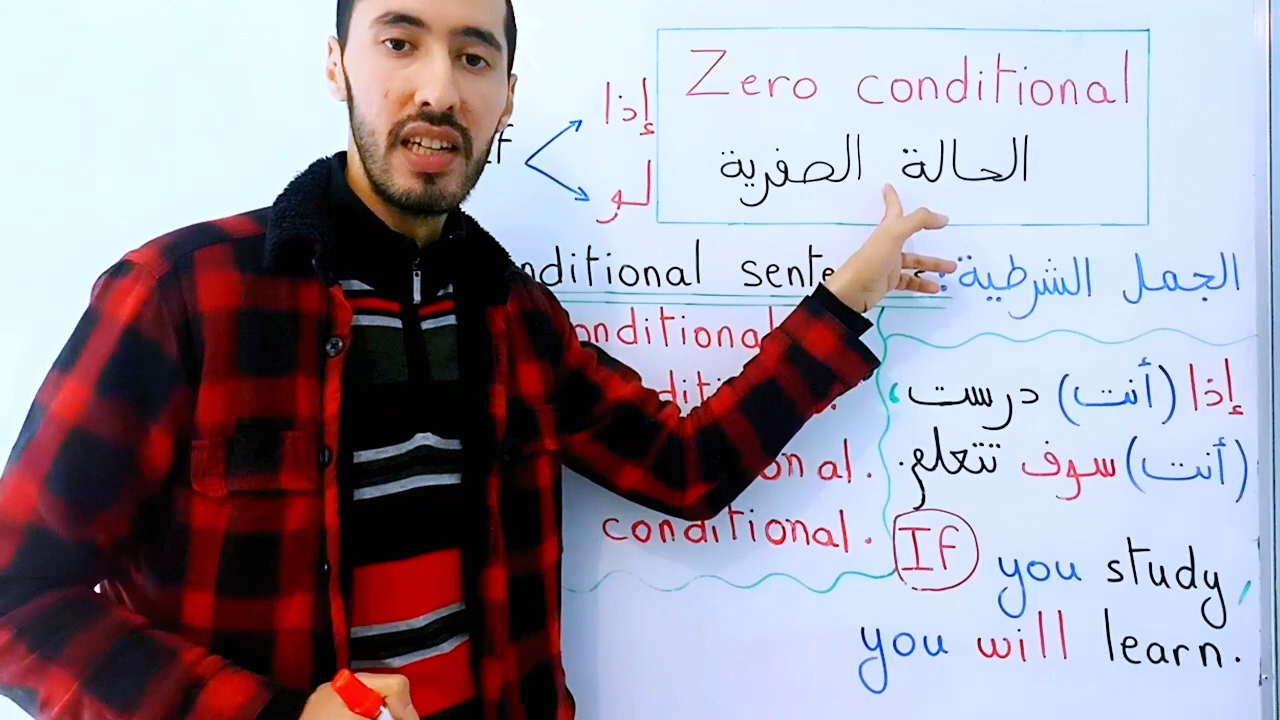 Zero conditional
الحالة الصفرية
إذا
لو
الجمل الشرطية
conditional.
إذا (أنت) درست،
(أنت) سوف تتعلم.
If you study,
you will learn.